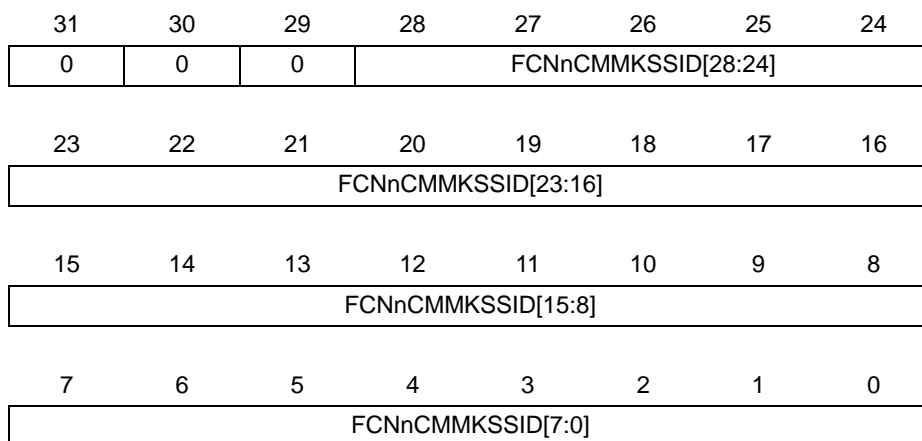 31 30 29 28 27 26 25 24
0 0 0 FCNnCMMKSSID[28:24]
23 22 21 20 19 18 17 16
FCNnCMMKSSID[23:16]
15 14 13 12 11 10 9 8
FCNnCMMKSSID[15:8]
7 6 5 4 3 2 1 0
FCNnCMMKSSID[7:0]